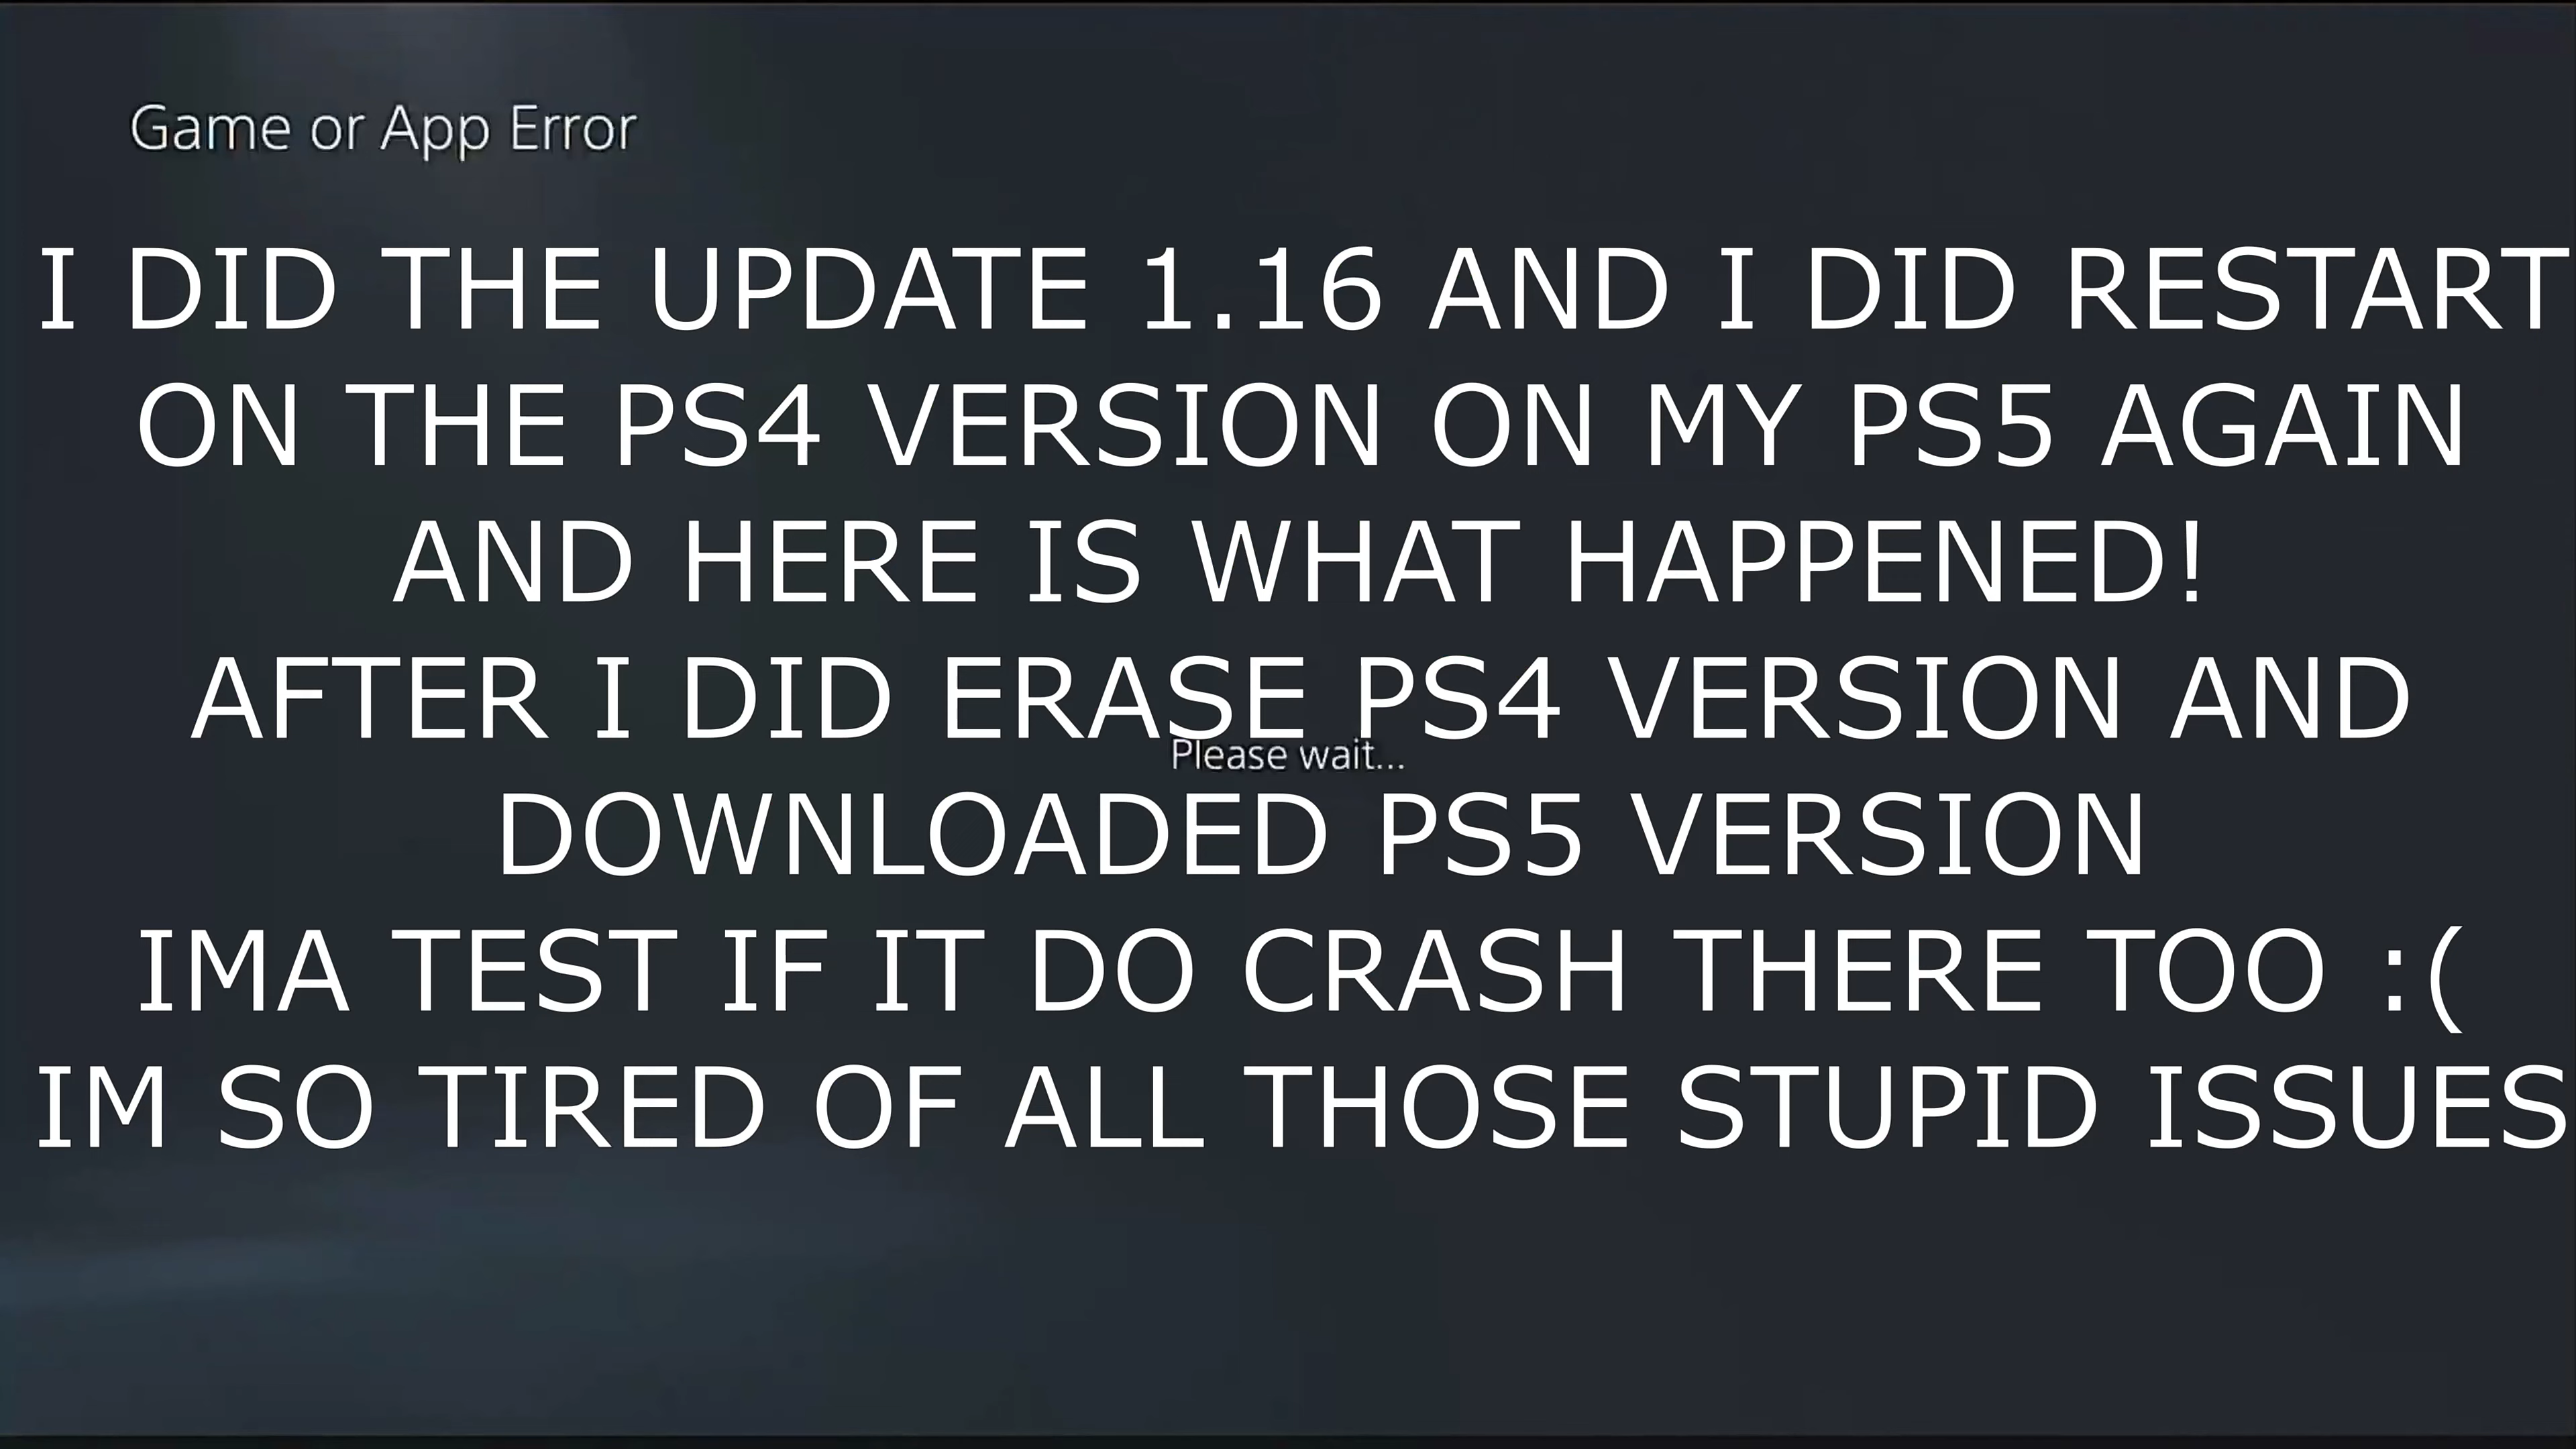 Game or App Error
I DID THE UPDATE 1.16 AND I DID RESTART
ON THE PS4 VERSION ON MY PS5 AGAIN
AND HERE IS WHAT HAPPENED!
AFTER I DID ERASE PS4 VERSION AND
Please wait...
DOWNLOADED PS5 VERSION
IMA TEST IF IT DO CRASH THERE TOO :(
IM SO TIRED OF ALL THOSE STUPID ISSUES